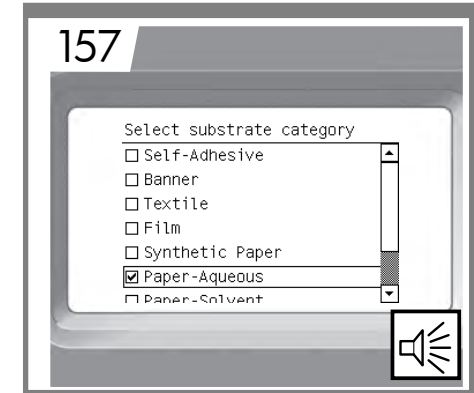 157
Select substrate category
Self-Adhesive
Banner
Textile
Film
Synthetic Paper
Paper-Aqueous
Paper-Solvent